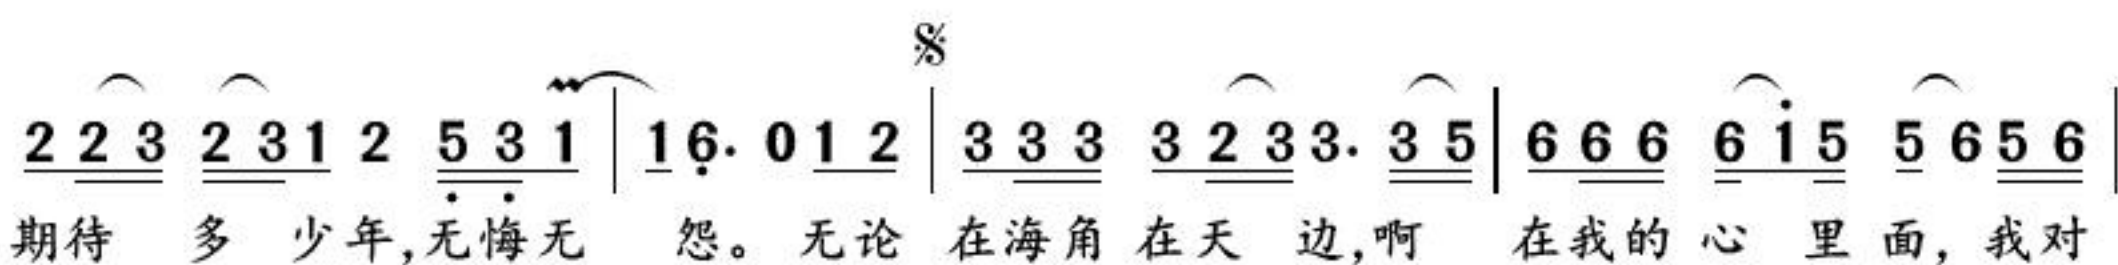 2 2 3 2 3 1 2 5 3 1 | 1 6. 0 1 2 | 3 3 3 3 2 3 3. 3 5 | 6 6 6 6 1 5 5 6 5 6 |
期待 多 少年,无悔无 怨。 无论 在海角 在天 边,啊 在我的 心 里 面, 我对